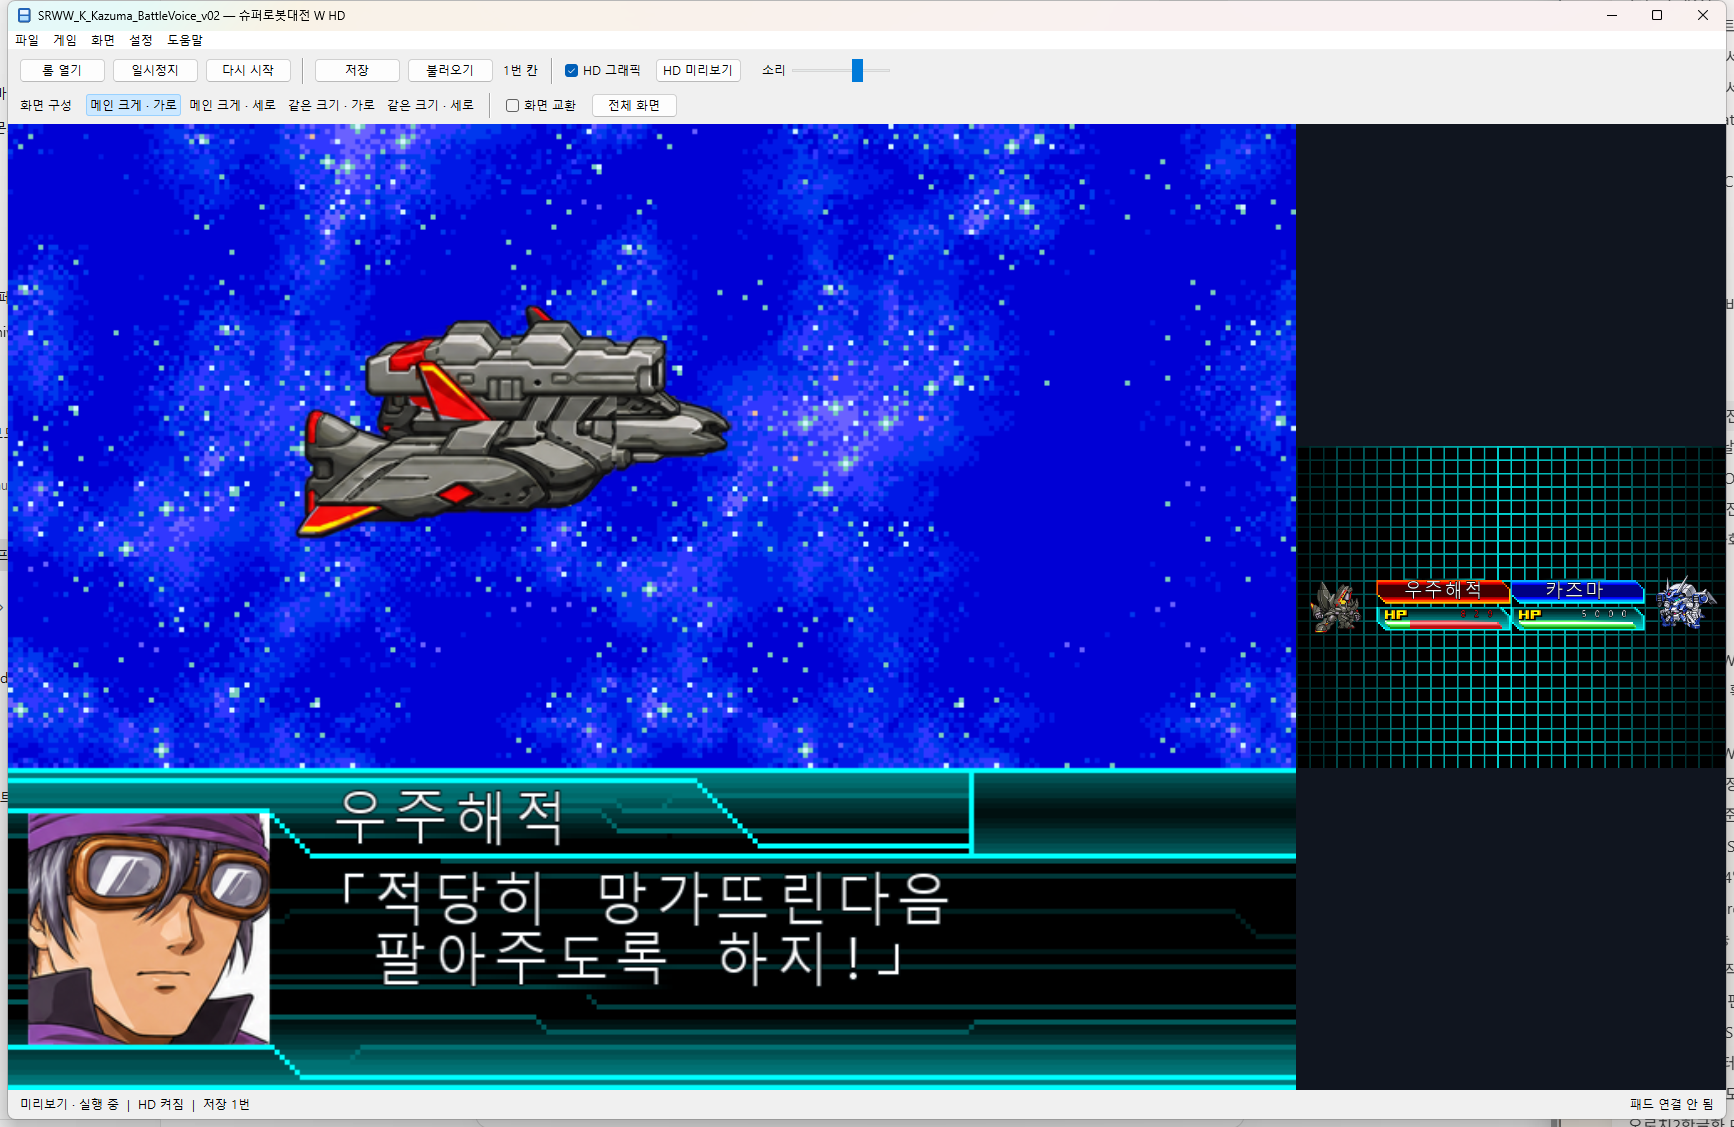 SRWW_K_Kazuma_BattleVoice_v02 — 슈퍼로봇대전 W HD
파일 게임 화면 설정 도움말
롬 열기 일시정지 다시 시작 저장 불러오기 1번 칸 HD 그래픽 HD 미리보기 소리
화면 구성 메인 크게 · 가로 메인 크게 · 세로 같은 크기 · 가로 같은 크기 · 세로 화면 교환 전체 화면
우주해적 카즈마
HP HP 5000
우주해적
「적당히 망가뜨린다음
팔아주도록 하지!」
미리보기 · 실행 중 | HD 켜짐 | 저장 1번
패드 연결 안 됨